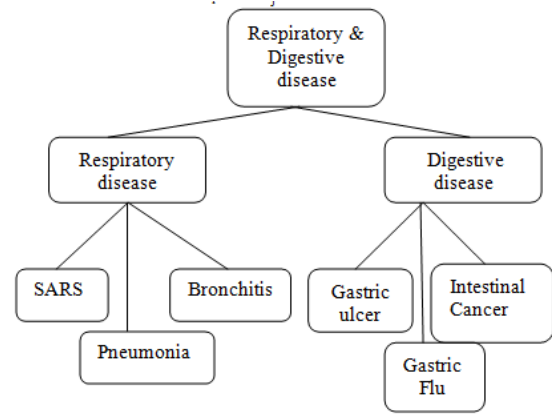 Respiratory &
Digestive
disease
Respiratory
disease
Digestive
disease
SARS
Bronchitis
Pneumonia
Gastric
ulcer
Intestinal
Cancer
Gastric
Flu